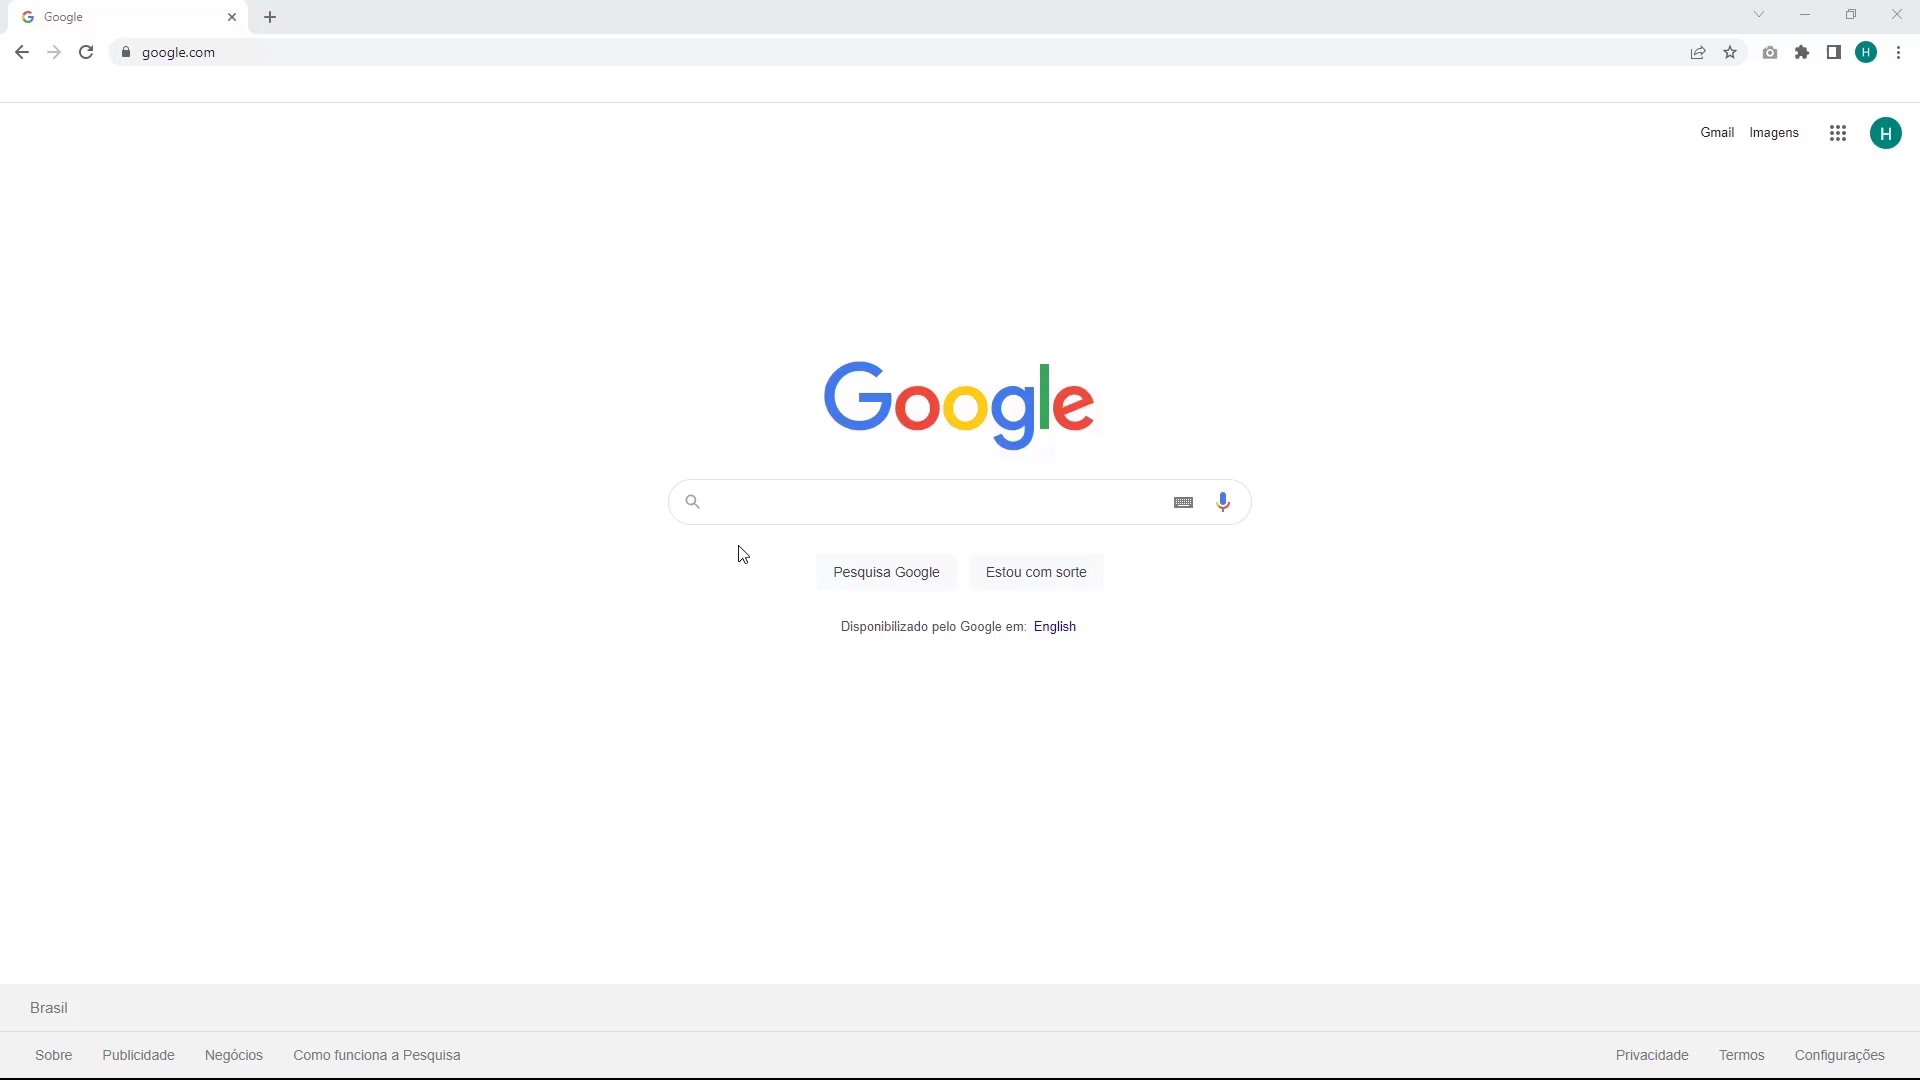 Google
google.com
H
Gmail Imagens
H
Google
Pesquisa Google Estou com sorte
Disponibilizado pelo Google em: English
Brasil
Sobre Publicidade Negócios Como funciona a Pesquisa Privacidade Termos Configurações